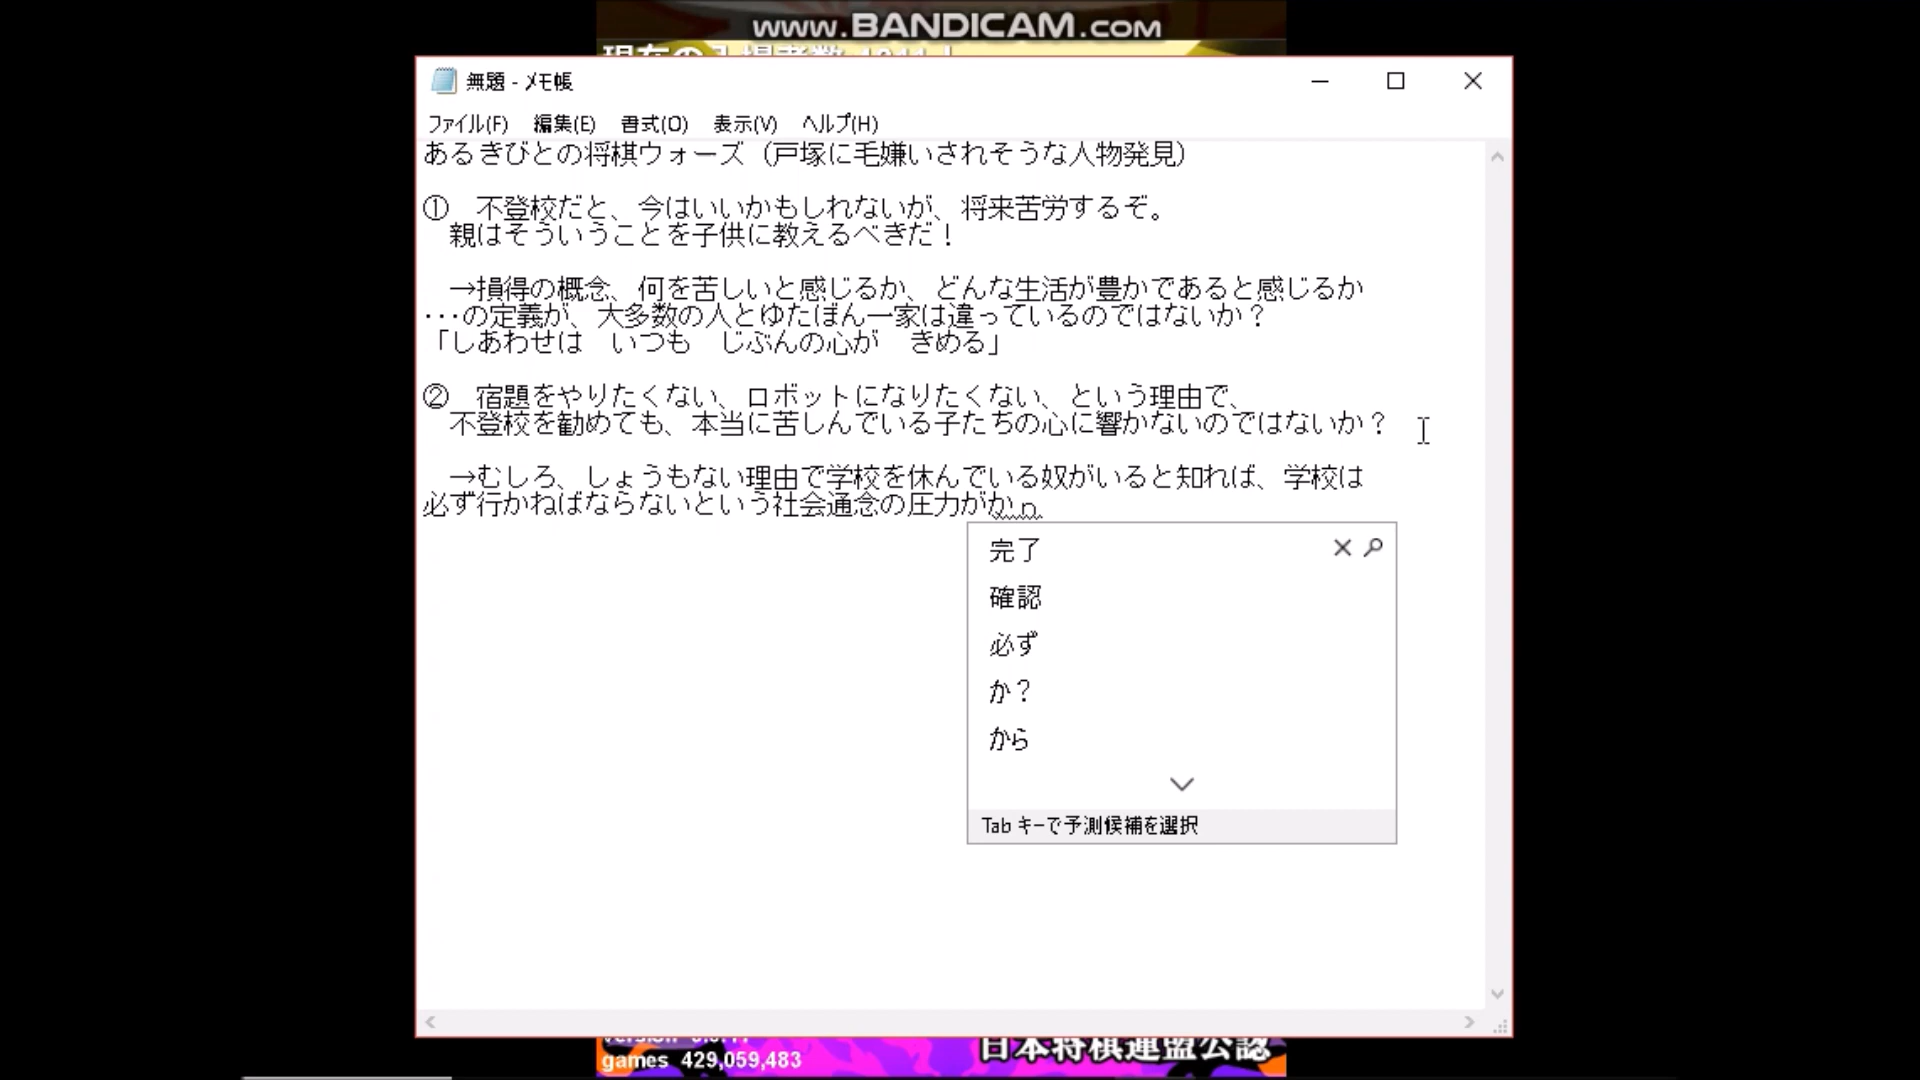 www.BANDICAM.com
無題 - メモ帳
ファイル(F) 編集(E) 書式(O) 表示(V) ヘルプ(H)
あるきびとの将棋ウォーズ（戸塚に毛嫌いされそうな人物発見）
①　不登校だと、今はいいかもしれないが、将来苦労するぞ。
親はそういうことを子供に教えるべきだ！
→損得の概念、何を苦しいと感じるか、どんな生活が豊かであると感じるか
・・・の定義が、大多数の人とゆたぼん一家は違っているのではないか？
「しあわせは　いつも　じぶんの心が　きめる」
②　宿題をやりたくない、ロボットになりたくない、という理由で、
不登校を勧めても、本当に苦しんでいる子たちの心に響かないのではないか？
→むしろ、しょうもない理由で学校を休んでいる奴がいると知れば、学校は
必ず行かねばならないという社会通念の圧力がかｎ
完了
確認
必ず
か？
から
Tab キーで予測候補を選択
games 429,059,483
日本将棋連盟公認